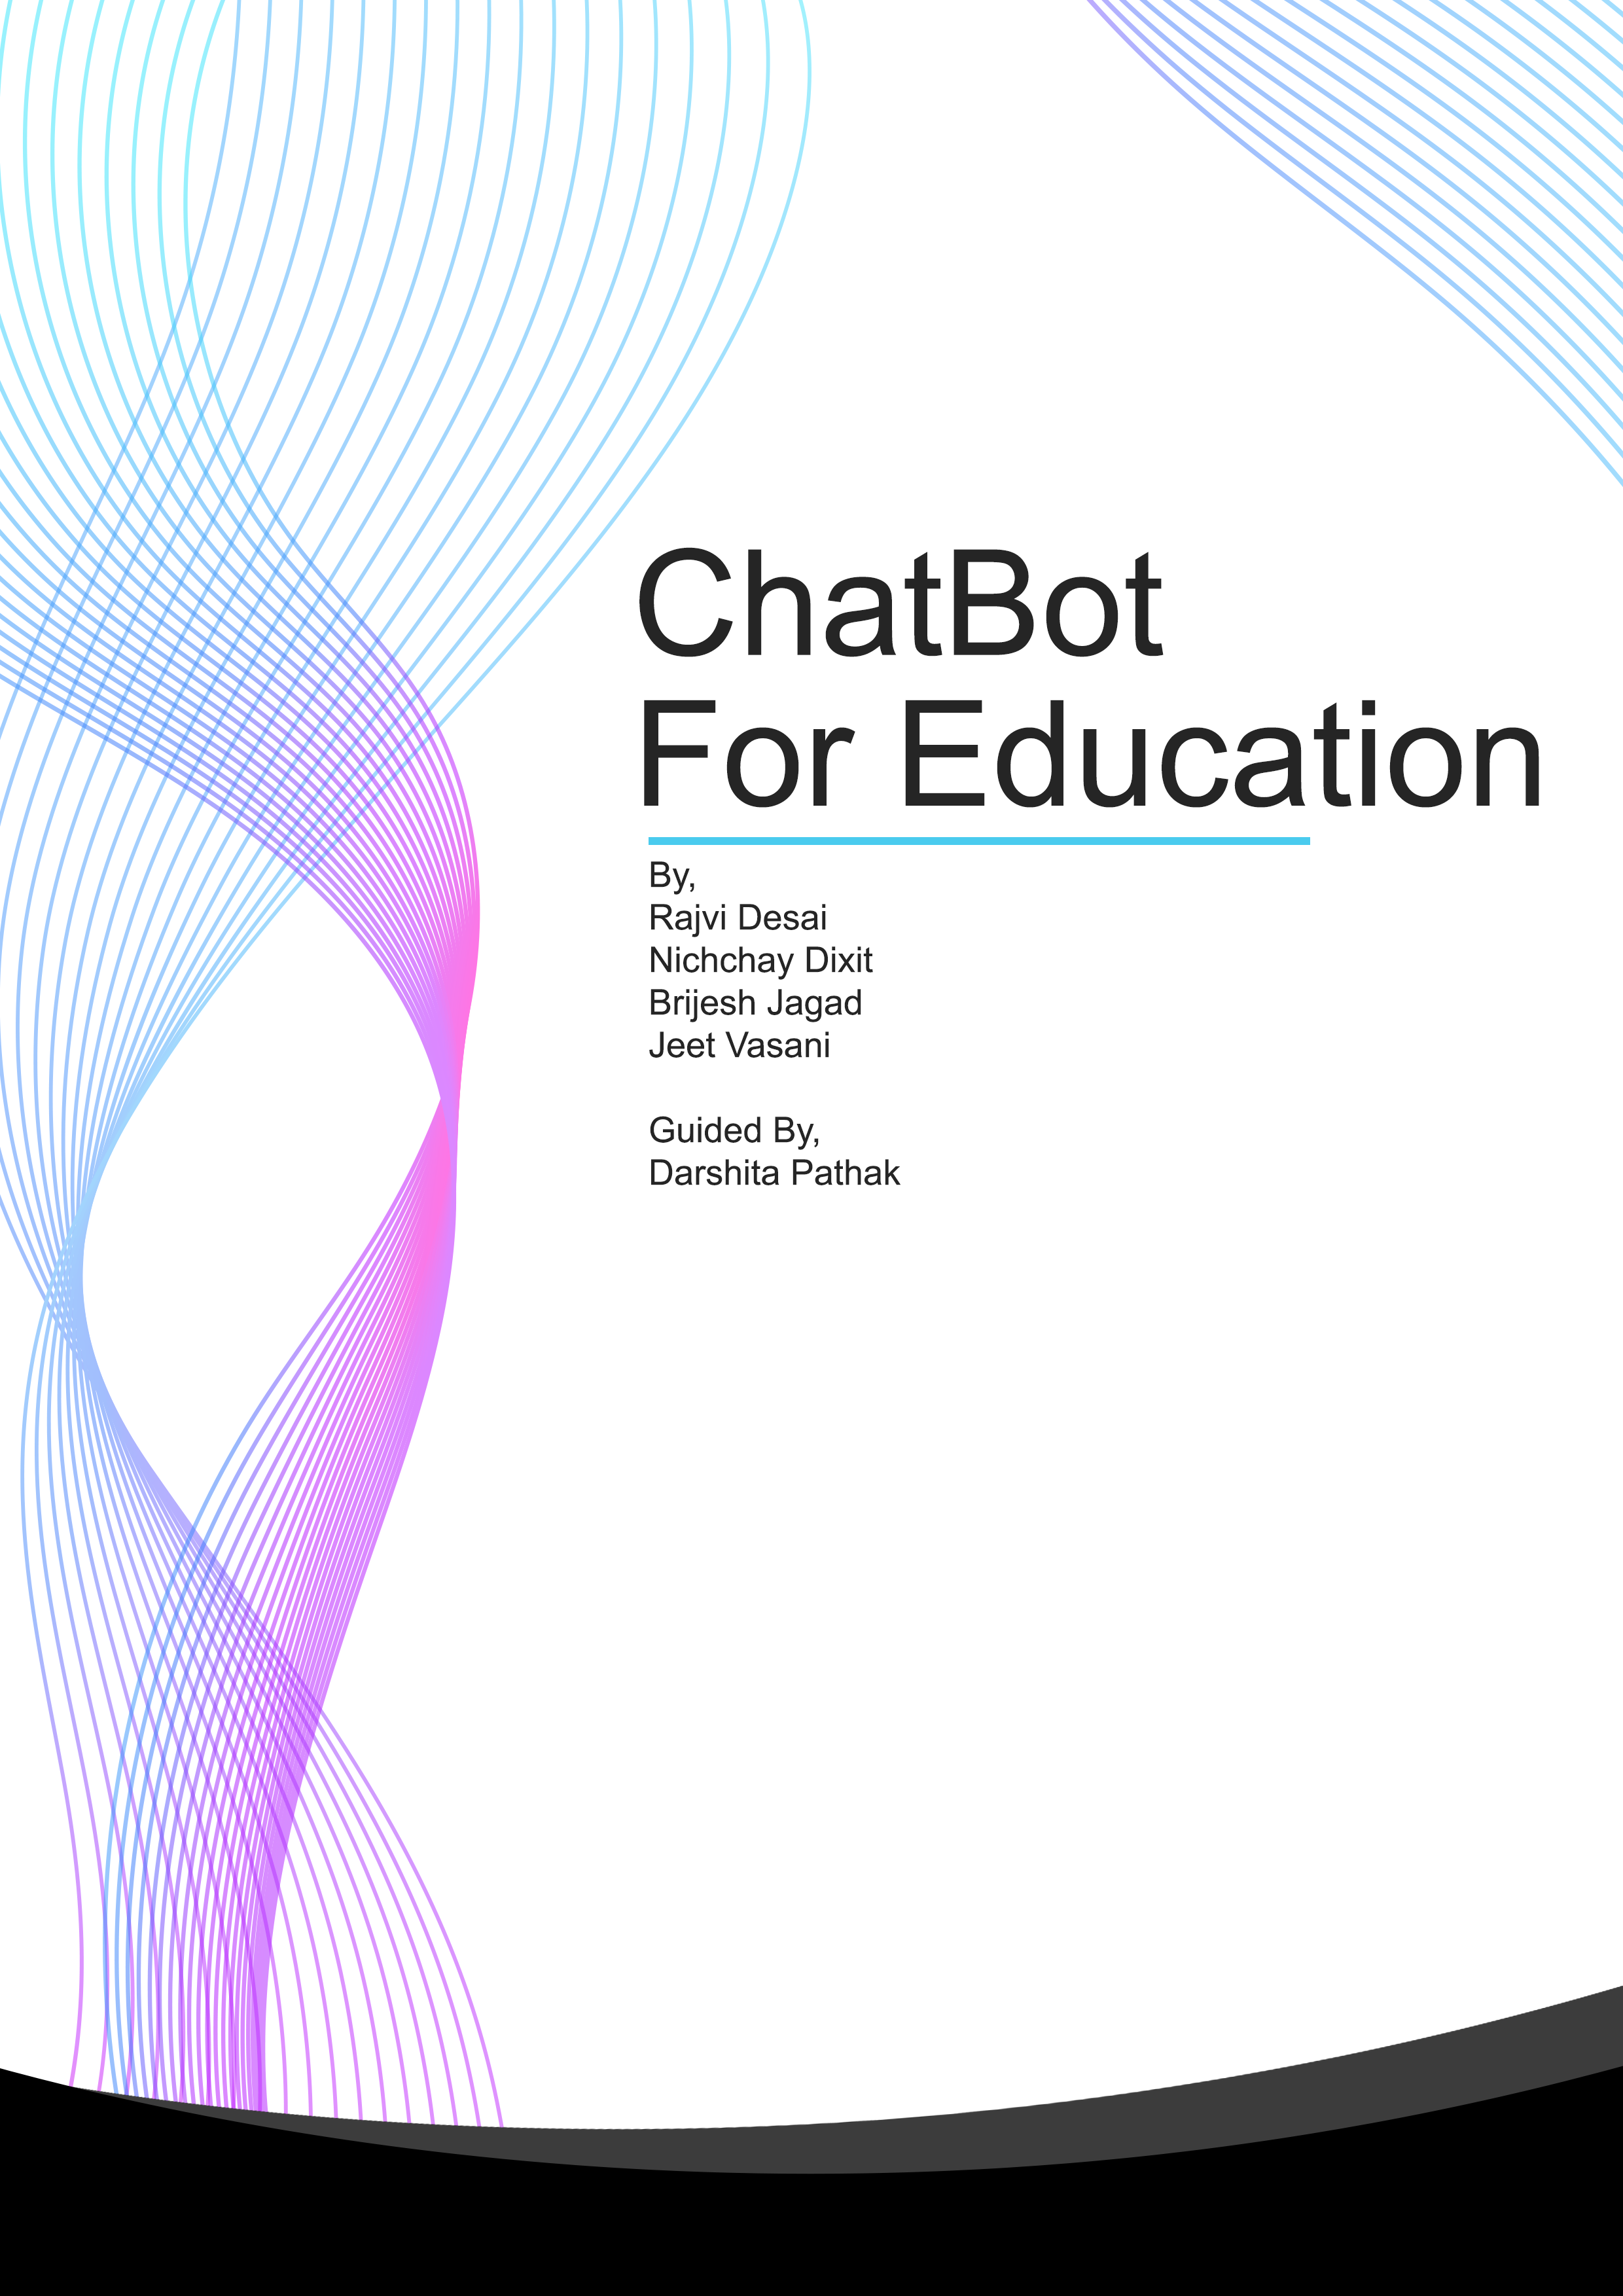 ChatBot
For Education
By,
Rajvi Desai
Nichchay Dixit
Brijesh Jagad
Jeet Vasani
Guided By,
Darshita Pathak